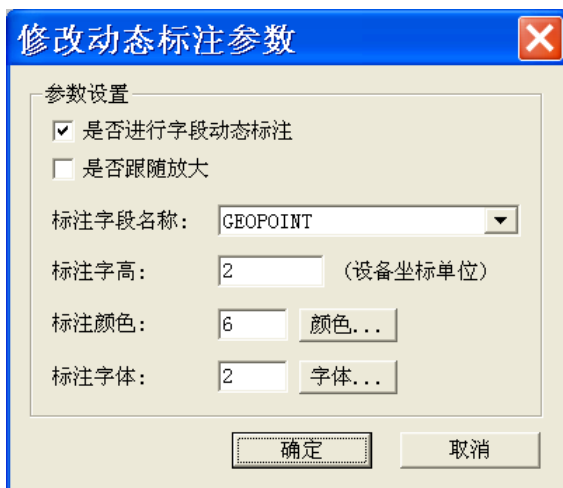 修改动态标注参数
参数设置
是否进行字段动态标注
是否跟随放大
标注字段名称: GEOPOINT
标注字高: 2 (设备坐标单位)
标注颜色: 6 颜色...
标注字体: 2 字体...
确定 取消